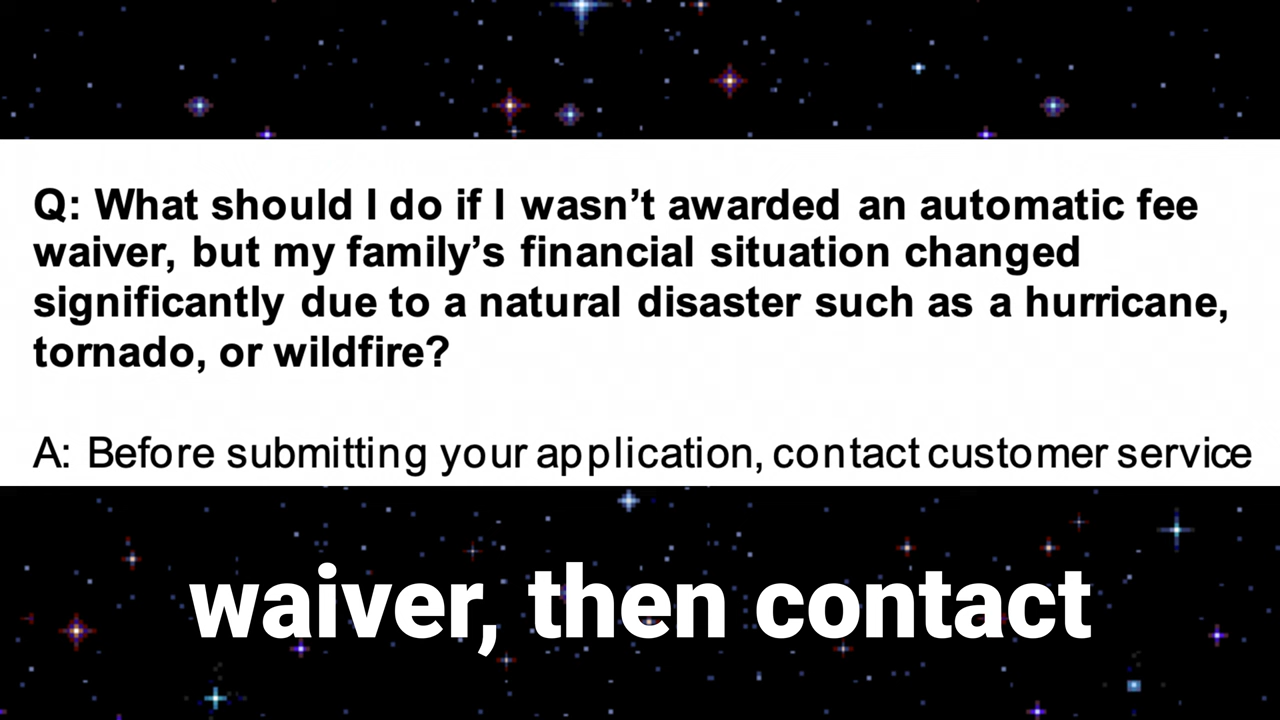 Q: What should I do if I wasn’t awarded an automatic fee
waiver, but my family’s financial situation changed
significantly due to a natural disaster such as a hurricane,
tornado, or wildfire?
A: Before submitting your application, contact customer service
waiver, then contact